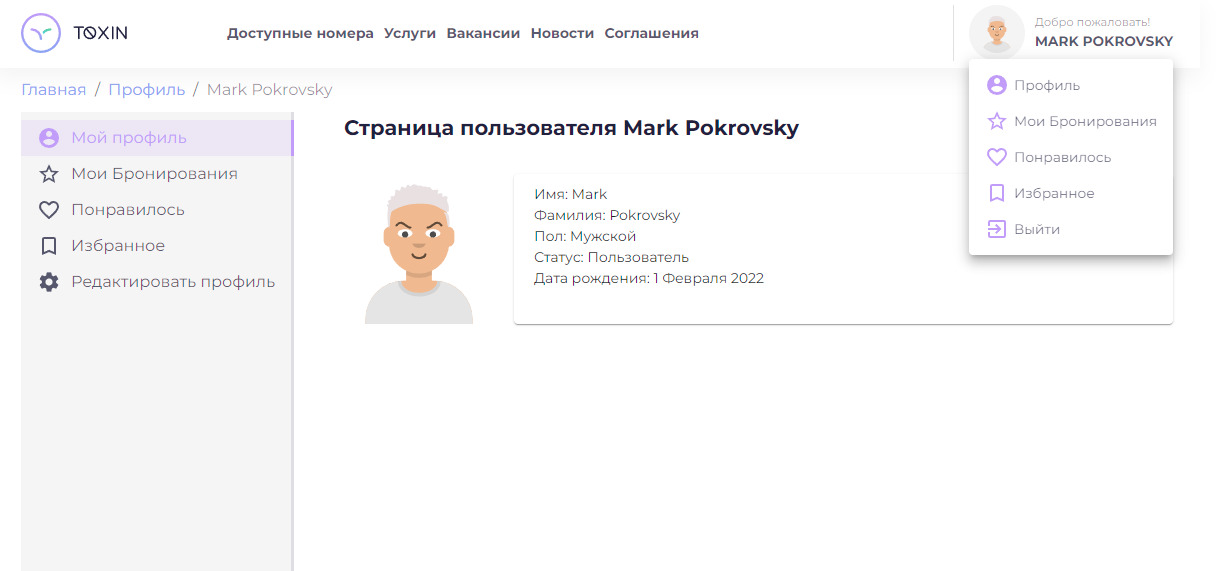 TOXIN
Доступные номера Услуги Вакансии Новости Соглашения
Добро пожаловать!
MARK POKROVSKY
Профиль
Мои Бронирования
Понравилось
Избранное
Выйти
Главная / Профиль / Mark Pokrovsky
Мой профиль
Мои Бронирования
Понравилось
Избранное
Редактировать профиль
Страница пользователя Mark Pokrovsky
Имя: Mark
Фамилия: Pokrovsky
Пол: Мужской
Статус: Пользователь
Дата рождения: 1 Февраля 2022